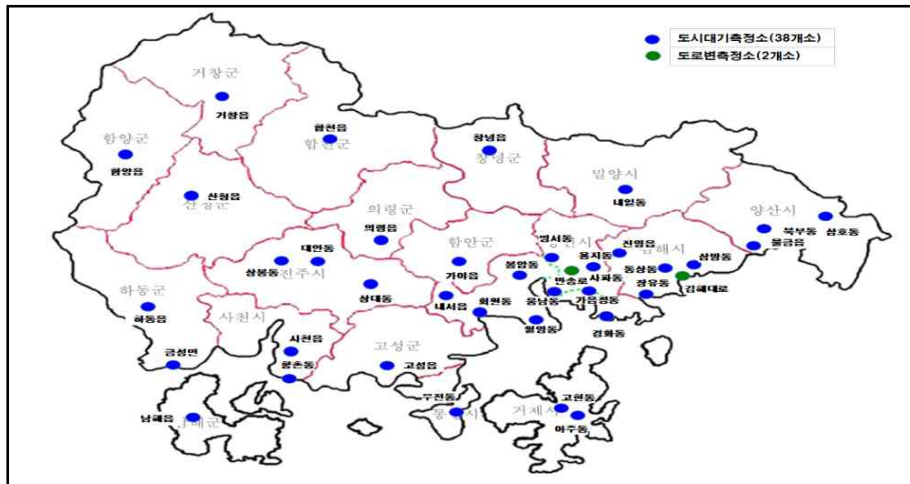 도시대기측정소(38개소)
도로변측정소(2개소)
거창군
거창읍
함양군
함양읍
합천읍
합천군
창녕읍
창녕군
밀양시
내일동
산청읍
산청군
의령군
의령읍
양산시
북부동
삼호동
물금읍
대안동
상봉동
진주시
상대동
함안군
가야읍
내서읍
회원동
봉암동
명서동
용지동
반송로
사파동
웅남동
가음정동
월영동
경화동
진영읍
김해시
동상동
삼방동
장유동
김해대로
하동군
하동읍
금성면
사천시
사천읍
향촌동
고성군
고성읍
남해읍
남해군
무전동
통영시
거제시
고현동
아주동